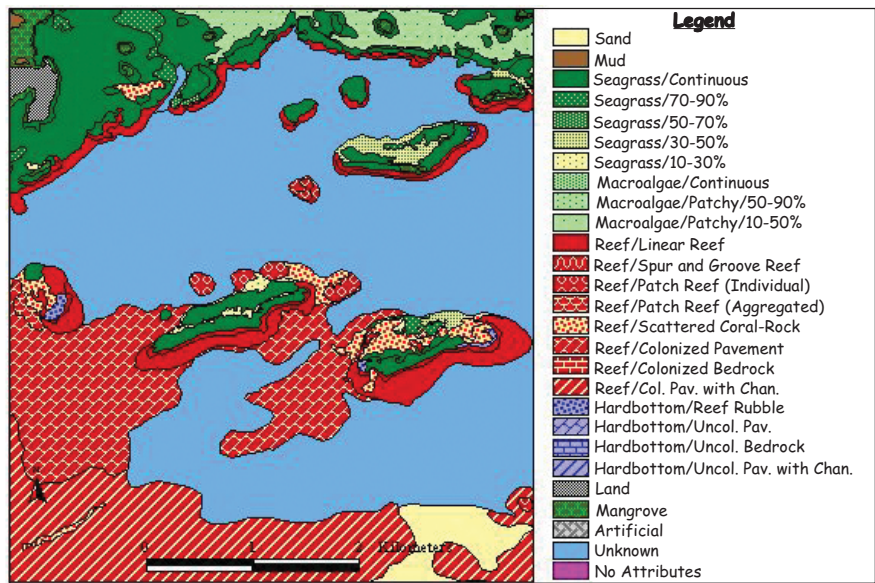 Legend
Sand
Mud
Seagrass/Continuous
Seagrass/70-90%
Seagrass/50-70%
Seagrass/30-50%
Seagrass/10-30%
Macroalgae/Continuous
Macroalgae/Patchy/50-90%
Macroalgae/Patchy/10-50%
Reef/Linear Reef
Reef/Spur and Groove Reef
Reef/Patch Reef (Individual)
Reef/Patch Reef (Aggregated)
Reef/Scattered Coral-Rock
Reef/Colonized Pavement
Reef/Colonized Bedrock
Reef/Col. Pav. with Chan.
Hardbottom/Reef Rubble
Hardbottom/Uncol. Pav.
Hardbottom/Uncol. Bedrock
Hardbottom/Uncol. Pav. with Chan.
Land
Mangrove
Artificial
Unknown
No Attributes
0 1 2 Kilometers